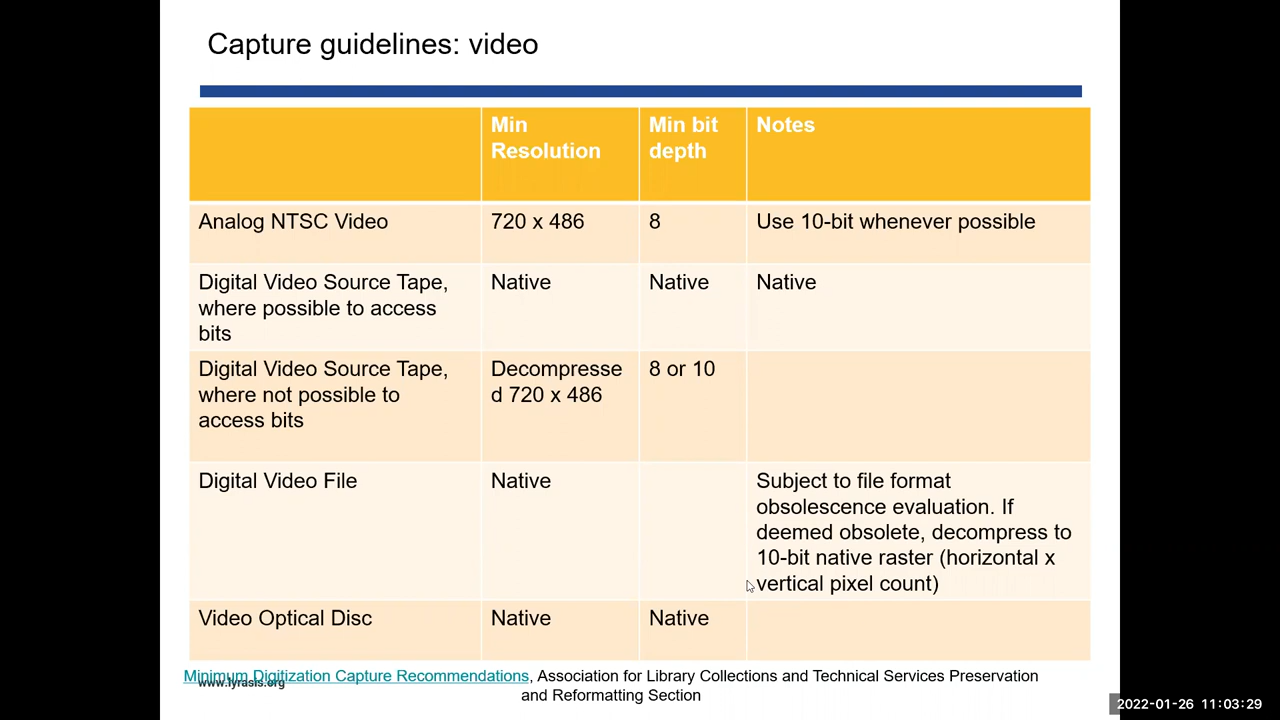 Capture guidelines: video
Min
Resolution
Min bit
depth
Notes
Analog NTSC Video
720 x 486
8
Use 10-bit whenever possible
Digital Video Source Tape,
where possible to access
bits
Native
Native
Native
Digital Video Source Tape,
where not possible to
access bits
Decompresse
d 720 x 486
8 or 10
Digital Video File
Native
Subject to file format
obsolescence evaluation. If
deemed obsolete, decompress to
10-bit native raster (horizontal x
vertical pixel count)
Video Optical Disc
Native
Native
Minimum Digitization Capture Recommendations, Association for Library Collections and Technical Services Preservation
and Reformatting Section
www.lyrasis.org
2022-01-26 11:03:29